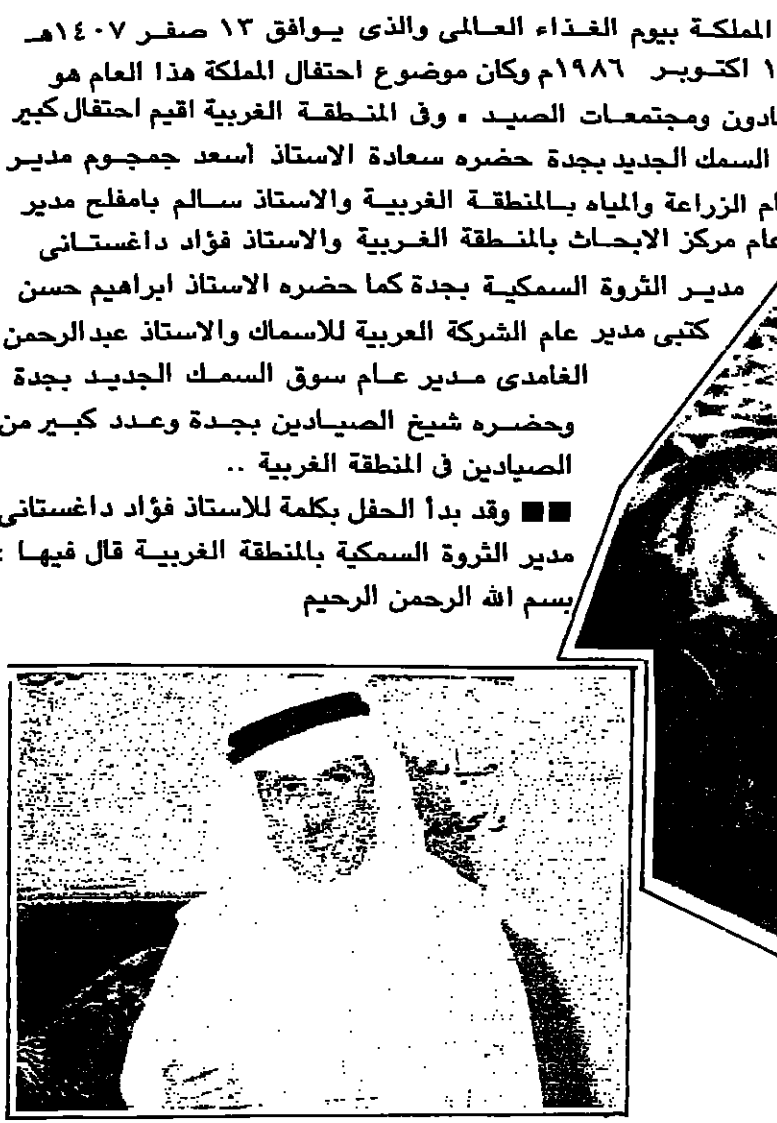 المملكة بيوم الغذاء العالمى والذى يوافق ١٣ صفر ١٤٠٧هـ
١ اكتوبر ١٩٨٦م وكان موضوع احتفال المملكة هذا العام هو
ادون ومجتمعات الصيد ، وفى المنطقة الغربية اقيم احتفال كبير
السمك الجديد بجدة حضره سعادة الاستاذ أسعد جمجوم مدير
ام الزراعة والمياه بالمنطقة الغربية والاستاذ سالم بامفلح مدير
عام مركز الابحاث بالمنطقة الغربية والاستاذ فؤاد داغستانى
مدير الثروة السمكية بجدة كما حضره الاستاذ ابراهيم حسن
كتبى مدير عام الشركة العربية للاسماك والاستاذ عبدالرحمن
الغامدى مدير عام سوق السمك الجديد بجدة
وحضره شيخ الصيادين بجدة وعدد كبير من
الصيادين فى المنطقة الغربية ..
■■ وقد بدأ الحفل بكلمة للاستاذ فؤاد داغستانى
مدير الثروة السمكية بالمنطقة الغربية قال فيها :
بسم الله الرحمن الرحيم